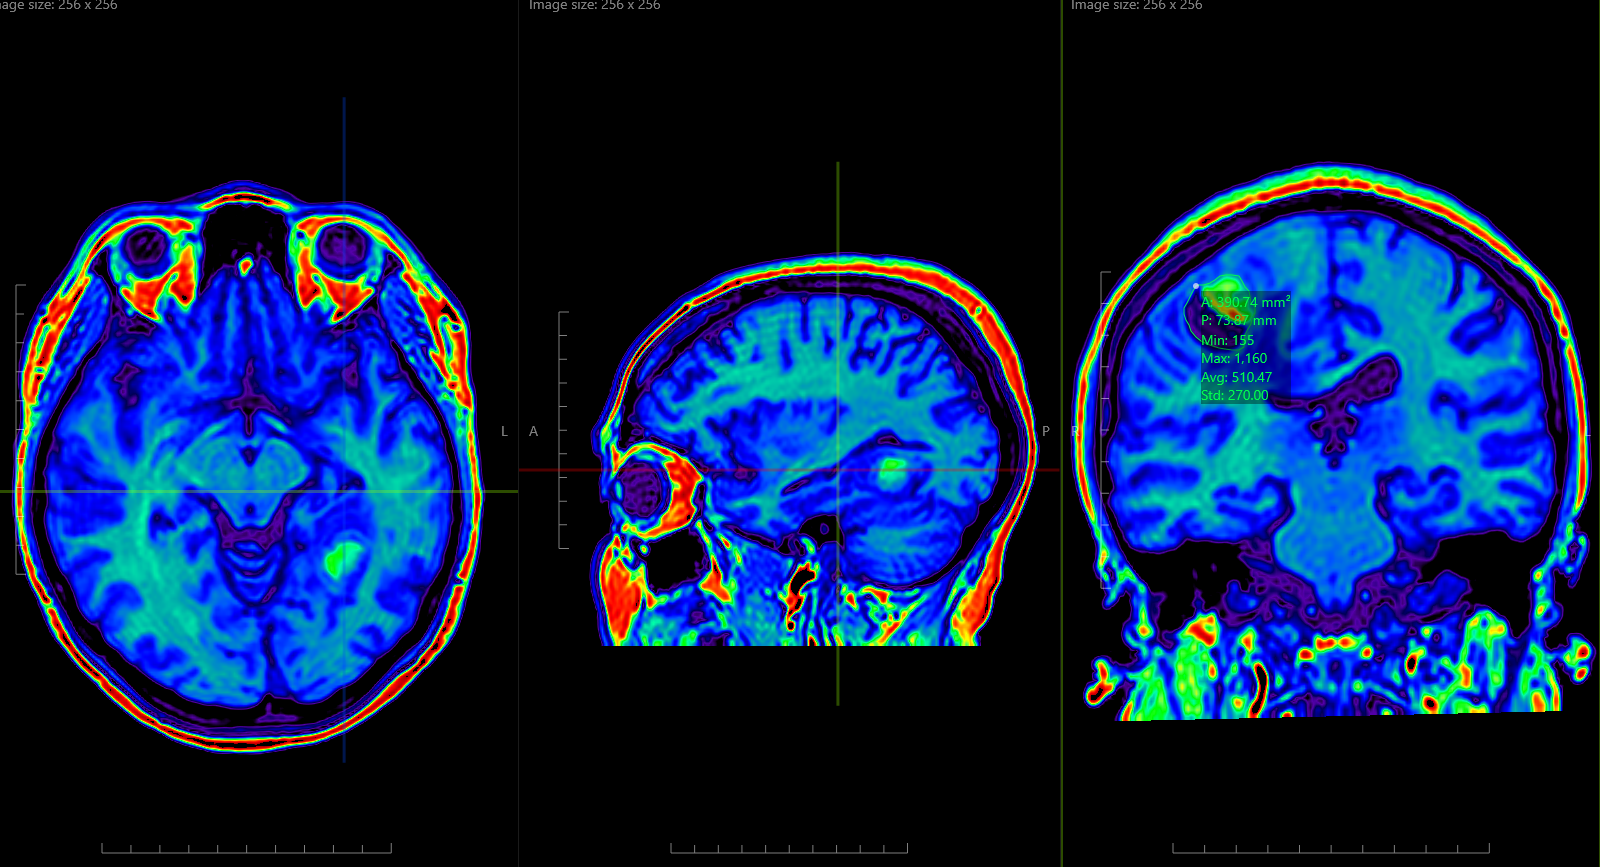 age size: 256 x 256
Image size: 256 x 256
Image size: 256 x 256
L
A
P
R
A: 390.74 mm²
P: 73.87 mm
Min: 155
Max: 1,160
Avg: 510.47
Std: 270.00